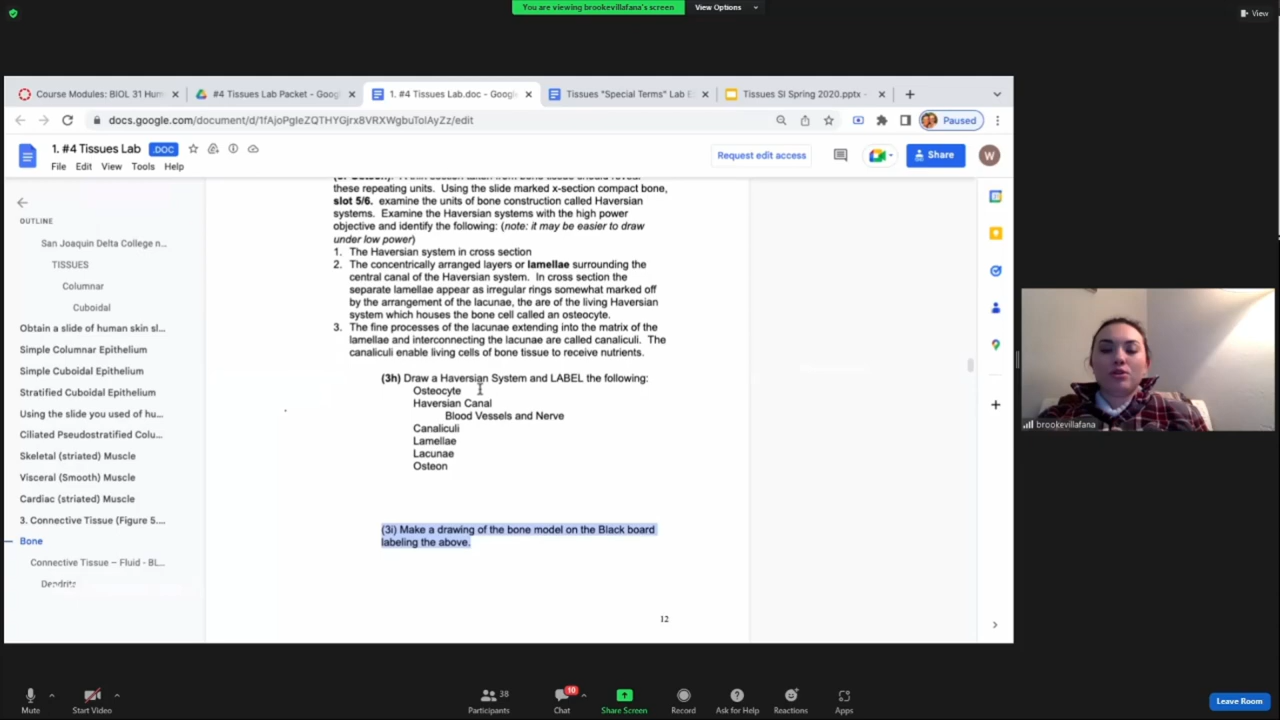 You are viewing brookevillafana's screen
View Options
View
Course Modules: BIOL 31 Hum
#4 Tissues Lab Packet - Goog
1. #4 Tissues Lab.doc - Google
Tissues "Special Terms" Lab E
Tissues SI Spring 2020.pptx -
docs.google.com/document/d/1fAjoPgIeZQTHYGjrx8VRXWgbuTolAyZz/edit
Paused
1. #4 Tissues Lab
.DOC
File Edit View Tools Help
Request edit access
Share
W
OUTLINE
San Joaquin Delta College n...
TISSUES
Columnar
Cuboidal
Obtain a slide of human skin sl...
Simple Columnar Epithelium
Simple Cuboidal Epithelium
Stratified Cuboidal Epithelium
Using the slide you used of hu...
Ciliated Pseudostratified Colu...
Skeletal (striated) Muscle
Visceral (Smooth) Muscle
Cardiac (striated) Muscle
3. Connective Tissue (Figure 5....
Bone
Connective Tissue – Fluid - BL...
Dendrite
these repeating units. Using the slide marked x-section compact bone,
slot 5/6. examine the units of bone construction called Haversian
systems. Examine the Haversian systems with the high power
objective and identify the following: (note: it may be easier to draw
under low power)
1. The Haversian system in cross section
2. The concentrically arranged layers or lamellae surrounding the
central canal of the Haversian system. In cross section the
separate lamellae appear as irregular rings somewhat marked off
by the arrangement of the lacunae, the are of the living Haversian
system which houses the bone cell called an osteocyte.
3. The fine processes of the lacunae extending into the matrix of the
lamellae and interconnecting the lacunae are called canaliculi. The
canaliculi enable living cells of bone tissue to receive nutrients.
(3h) Draw a Haversian System and LABEL the following:
Osteocyte
Haversian Canal
Blood Vessels and Nerve
Canaliculi
Lamellae
Lacunae
Osteon
(3i) Make a drawing of the bone model on the Black board
labeling the above.
12
brookevillafana
Mute
Start Video
38
Participants
10
Chat
Share Screen
Record
Ask for Help
Reactions
Apps
Leave Room